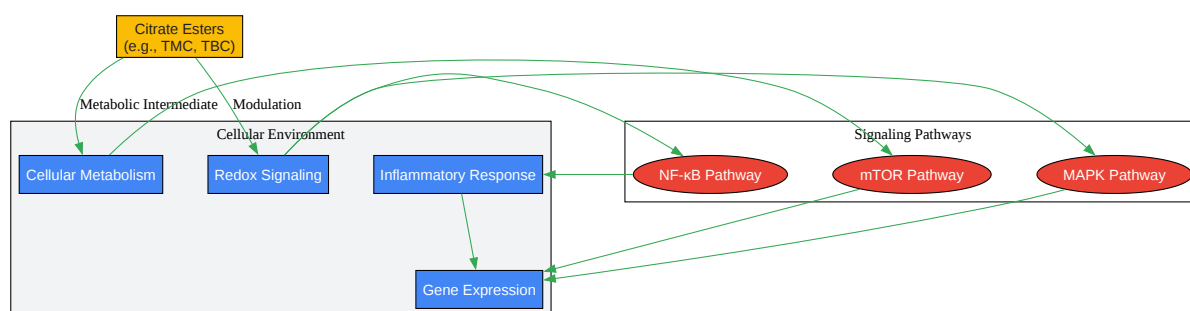 Citrate Esters
(e.g., TMC, TBC)
Metabolic Intermediate
Modulation
Cellular Environment
Signaling Pathways
Cellular Metabolism
Redox Signaling
Inflammatory Response
NF-κB Pathway
mTOR Pathway
MAPK Pathway
Gene Expression